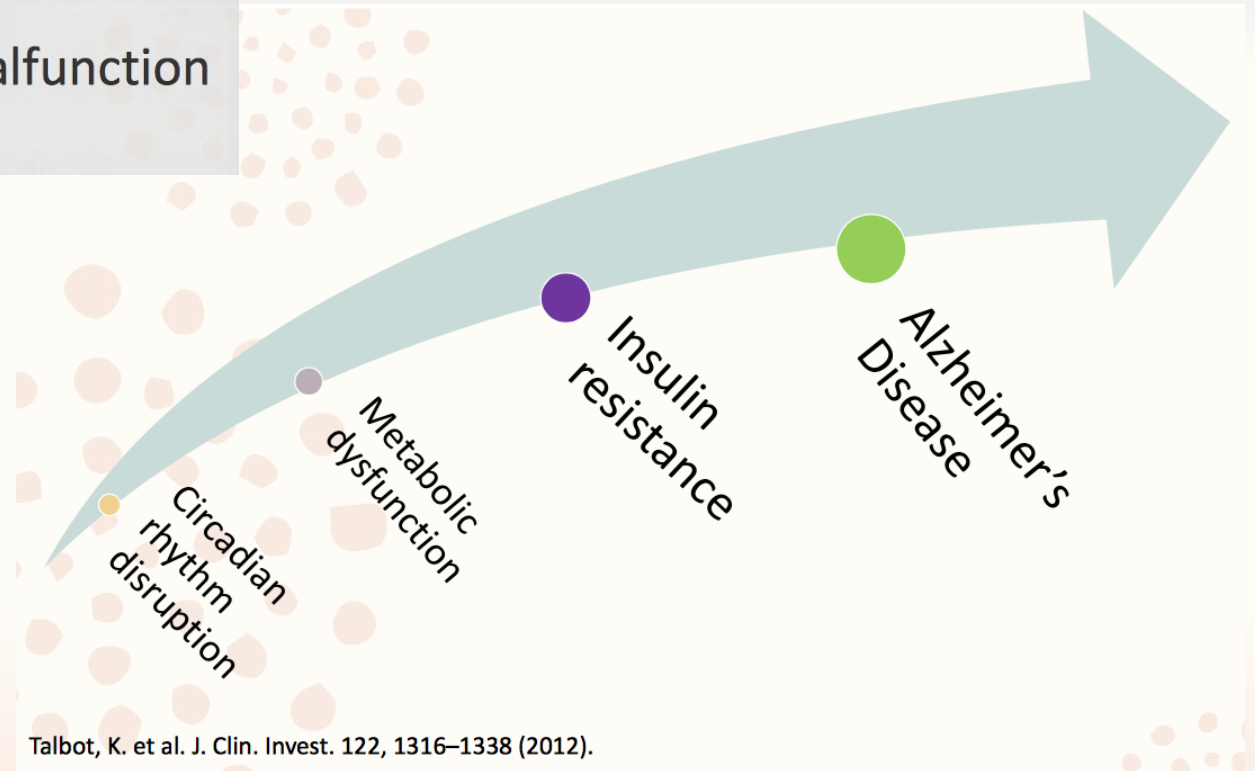 alfunction
Circadian
rhythm
disruption
Metabolic
dysfunction
Insulin
resistance
Alzheimer’s
Disease
Talbot, K. et al. J. Clin. Invest. 122, 1316–1338 (2012).